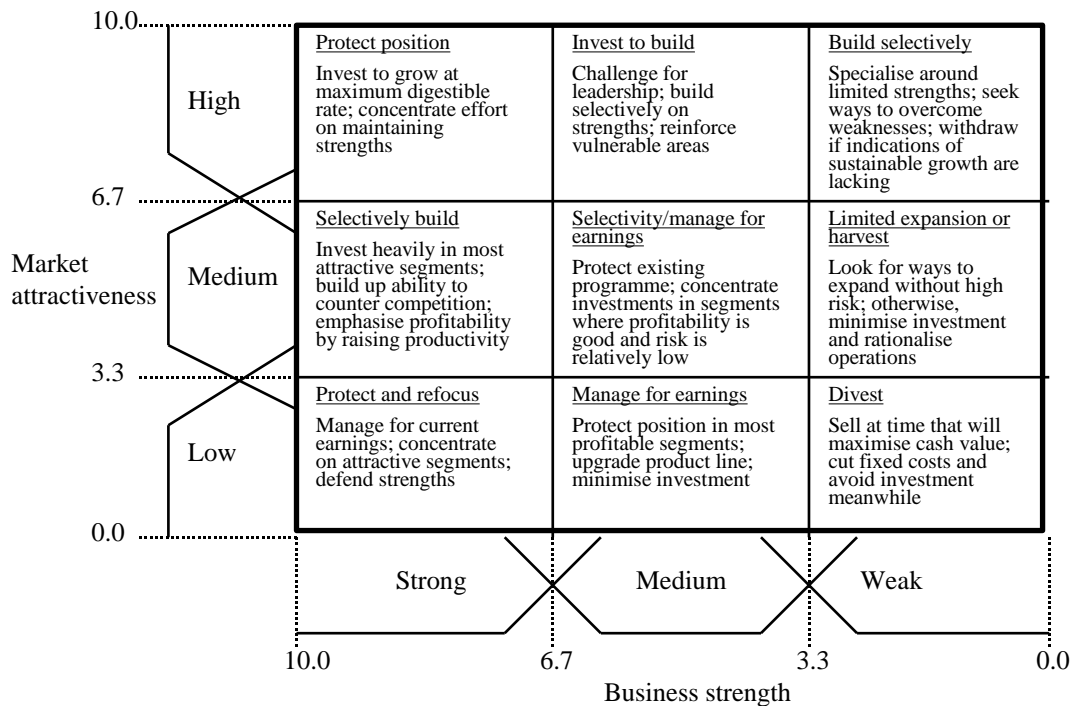 10.0
High
6.7
Market
attractiveness
Medium
3.3
Low
0.0
Protect position
Invest to grow at
maximum digestible
rate; concentrate effort
on maintaining
strengths
Invest to build
Challenge for
leadership; build
selectively on
strengths; reinforce
vulnerable areas
Build selectively
Specialise around
limited strengths; seek
ways to overcome
weaknesses; withdraw
if indications of
sustainable growth are
lacking
Selectively build
Invest heavily in most
attractive segments;
build up ability to
counter competition;
emphasise profitability
by raising productivity
Selectivity/manage for
earnings
Protect existing
programme; concentrate
investments in segments
where profitability is
good and risk is
relatively low
Limited expansion or
harvest
Look for ways to
expand without high
risk; otherwise,
minimise investment
and rationalise
operations
Protect and refocus
Manage for current
earnings; concentrate
on attractive segments;
defend strengths
Manage for earnings
Protect position in most
profitable segments;
upgrade product line;
minimise investment
Divest
Sell at time that will
maximise cash value;
cut fixed costs and
avoid investment
meanwhile
Strong
Medium
Weak
10.0
6.7
3.3
0.0
Business strength